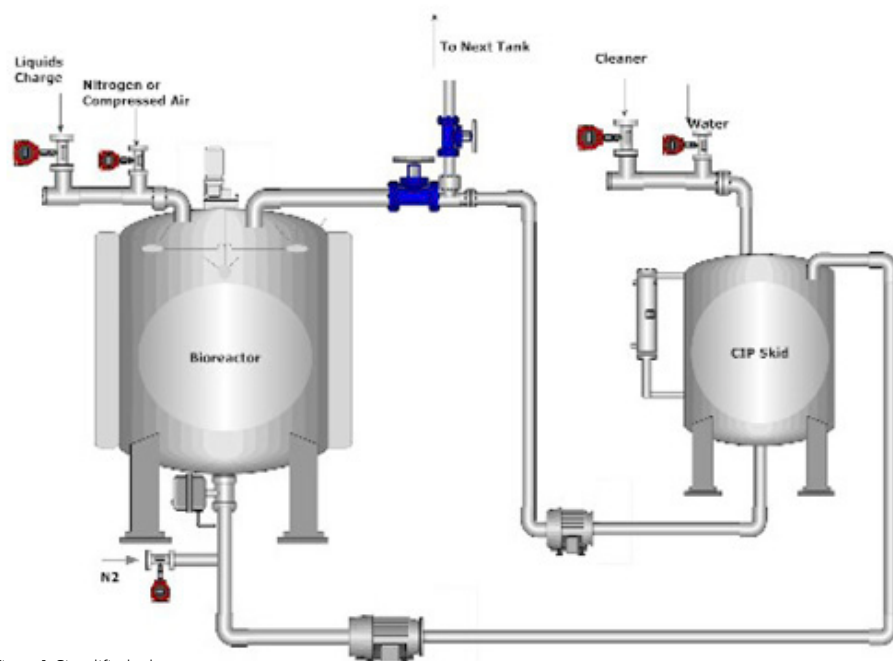 To Next Tank
Liquids
Charge
Nitrogen or
Compressed Air
Cleaner
Water
Bioreactor
CIP Skid
N2